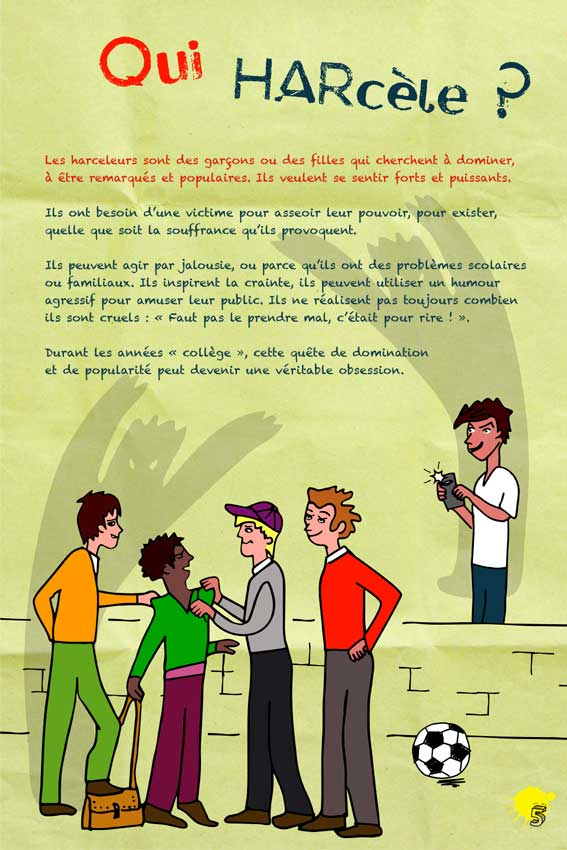 Qui HARcèle ?
Les harceleurs sont des garçons ou des filles qui cherchent à dominer,
à être remarqués et populaires. Ils veulent se sentir forts et puissants.
Ils ont besoin d'une victime pour asseoir leur pouvoir, pour exister,
quelle que soit la souffrance qu'ils provoquent.
Ils peuvent agir par jalousie, ou parce qu'ils ont des problèmes scolaires
ou familiaux. Ils inspirent la crainte, ils peuvent utiliser un humour
agressif pour amuser leur public. Ils ne réalisent pas toujours combien
ils sont cruels : « Faut pas le prendre mal, c'était pour rire ! ».
Durant les années « collège », cette quête de domination
et de popularité peut devenir une véritable obsession.
5